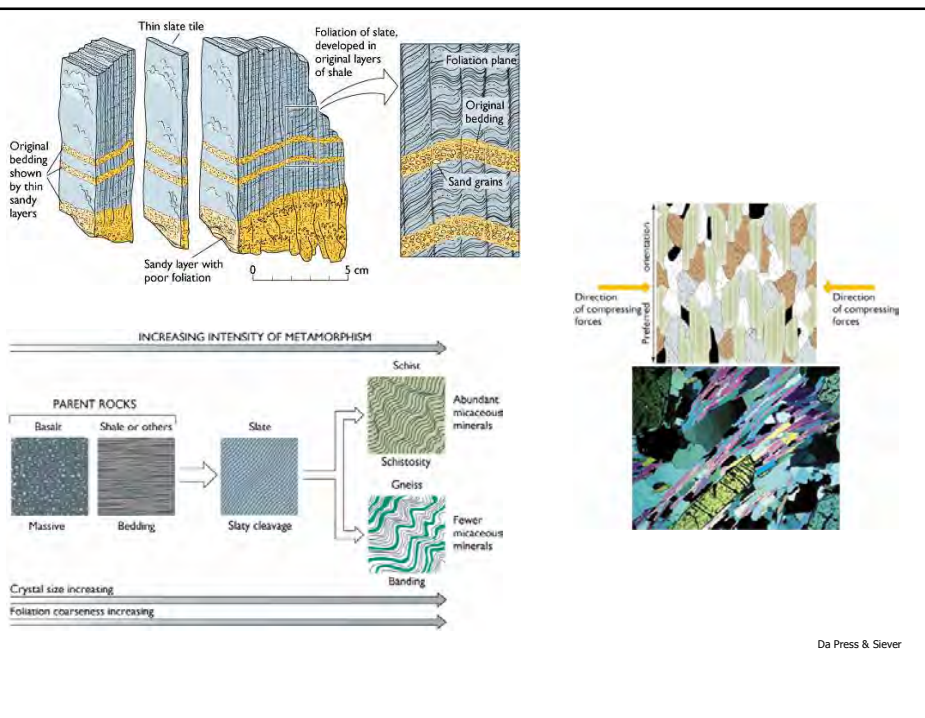 Thin slate tile
Foliation of slate,
developed in
original layers
of shale
Foliation plane
Original
bedding
Sand grains
Original
bedding
shown
by thin
sandy
layers
Sandy layer with
poor foliation
0 5 cm
Preferred orientation
Direction
of compressing
forces
Direction
of compressing
forces
INCREASING INTENSITY OF METAMORPHISM
PARENT ROCKS
Basalt
Massive
Shale or others
Bedding
Slate
Slaty cleavage
Schist
Schistosity
Abundant
micaceous
minerals
Gneiss
Banding
Fewer
micaceous
minerals
Crystal size increasing
Foliation coarseness increasing
Da Press & Siever